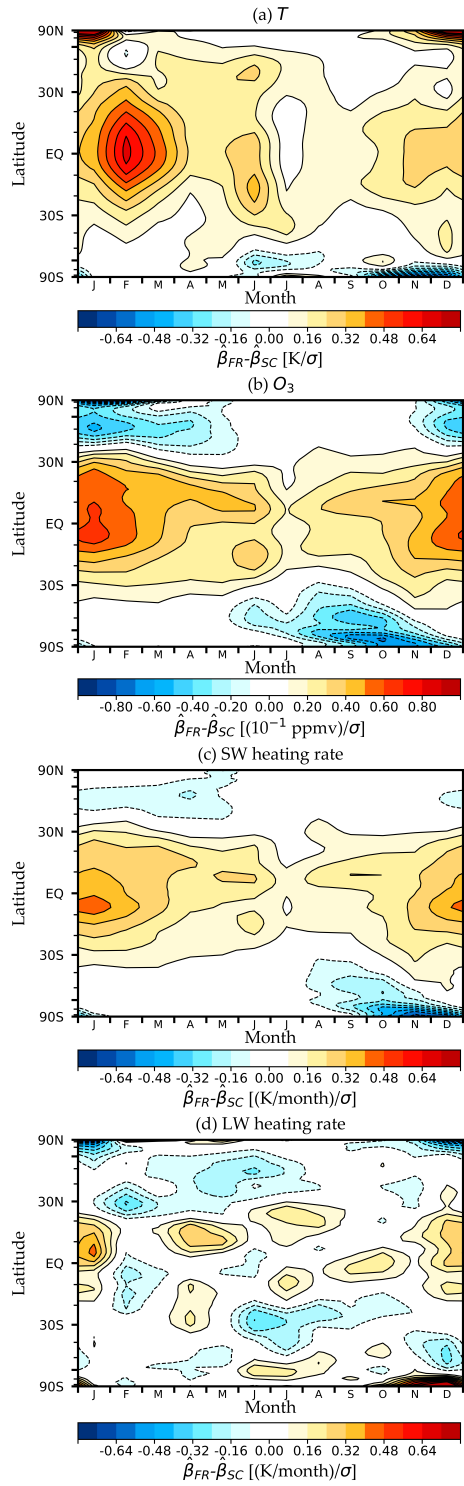 (a) T
90N
30N
EQ
30S
90S
Latitude
J F M A M J J A S O N D
Month
-0.64 -0.48 -0.32 -0.16 0.00 0.16 0.32 0.48 0.64
β̂FR-β̂SC [K/σ]
(b) O3
90N
30N
EQ
30S
90S
Latitude
J F M A M J J A S O N D
Month
-0.80 -0.60 -0.40 -0.20 0.00 0.20 0.40 0.60 0.80
β̂FR-β̂SC [(10⁻¹ ppmv)/σ]
(c) SW heating rate
90N
30N
EQ
30S
90S
Latitude
J F M A M J J A S O N D
Month
-0.64 -0.48 -0.32 -0.16 0.00 0.16 0.32 0.48 0.64
β̂FR-β̂SC [(K/month)/σ]
(d) LW heating rate
90N
30N
EQ
30S
90S
Latitude
J F M A M J J A S O N D
Month
-0.64 -0.48 -0.32 -0.16 0.00 0.16 0.32 0.48 0.64
β̂FR-β̂SC [(K/month)/σ]